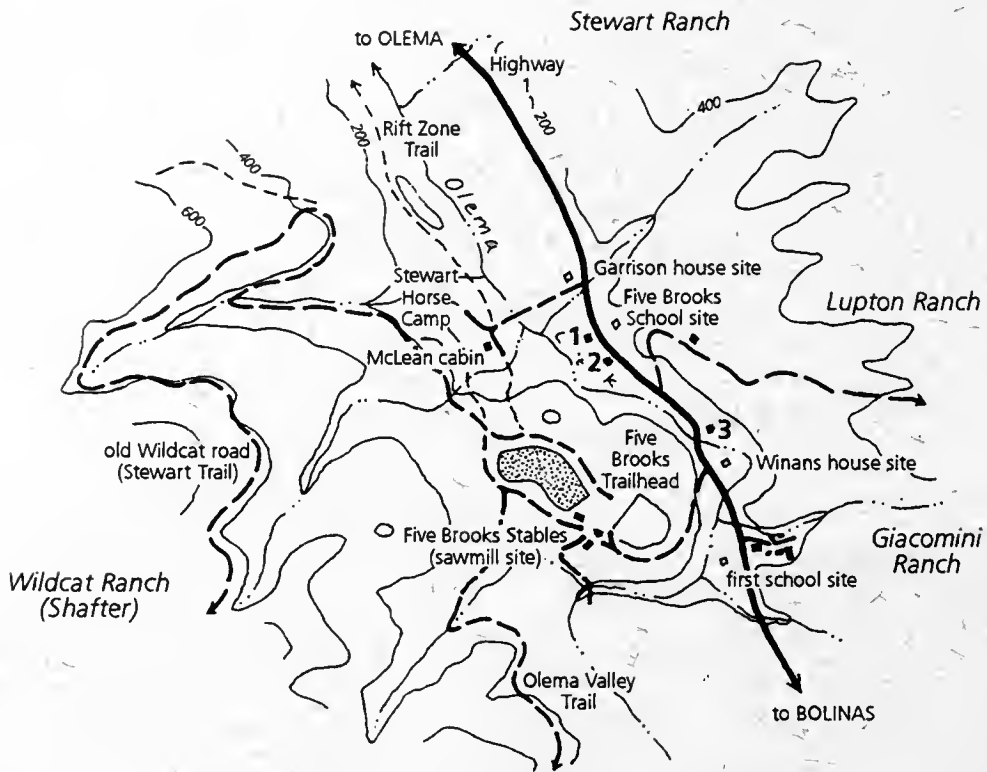 Stewart Ranch
to OLEMA
Highway
1
200
400
Rift Zone
Trail
200
400
600
Olema
Garrison house site
Stewart
Horse
Camp
Five Brooks
School site
Lupton Ranch
1
McLean cabin
2
3
old Wildcat road
(Stewart Trail)
Five
Brooks
Trailhead
Winans house site
Five Brooks Stables
(sawmill site)
Giacomini
Ranch
Wildcat Ranch
(Shafter)
first school site
Olema Valley
Trail
to BOLINAS